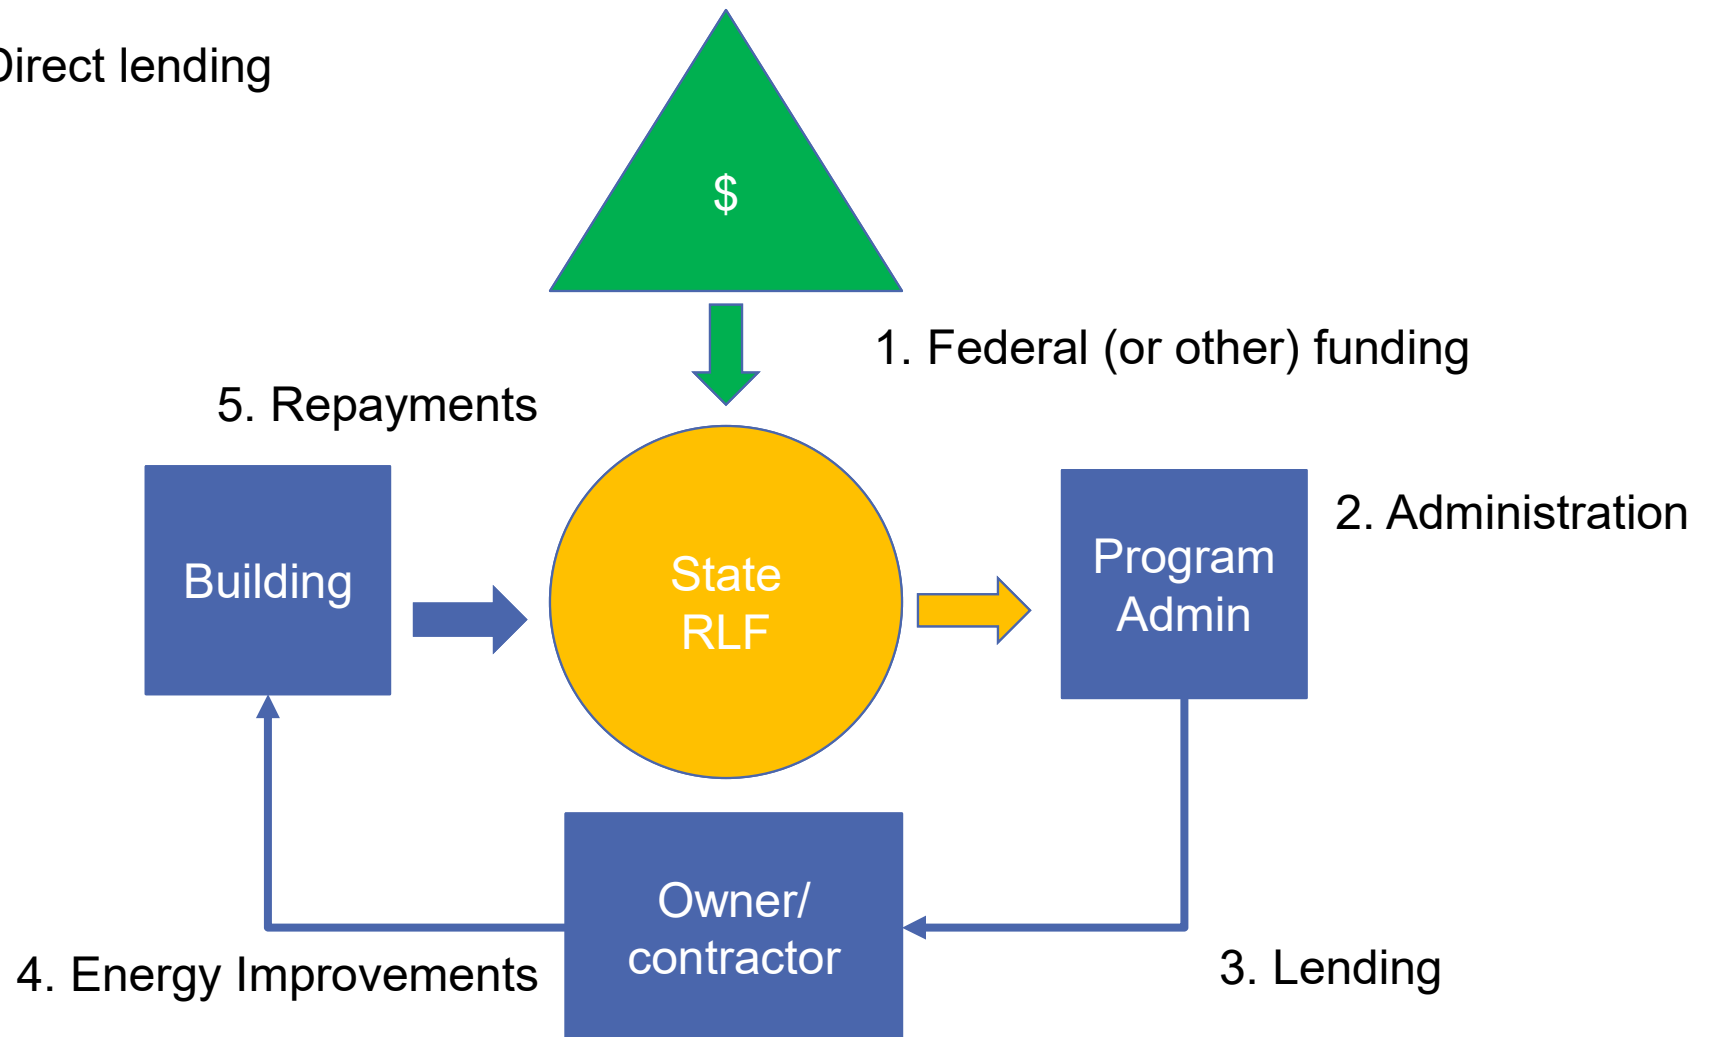 Direct lending
$
1. Federal (or other) funding
5. Repayments
Building
State
RLF
Program
Admin
2. Administration
Owner/
contractor
4. Energy Improvements
3. Lending